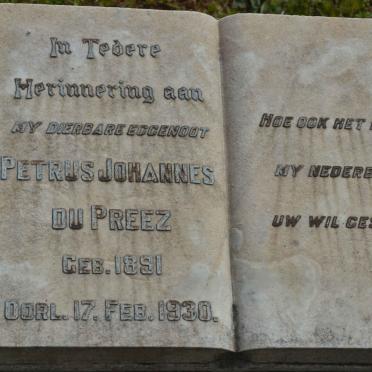 In Tedere
Herinnering aan
MY DIERBARE EGGENOOT
PETRUS JOHANNES
DU PREEZ
GEB. 1891
OORL. 17. FEB. 1930.
HOE OOK HET
MY NEDERE
UW WIL GES